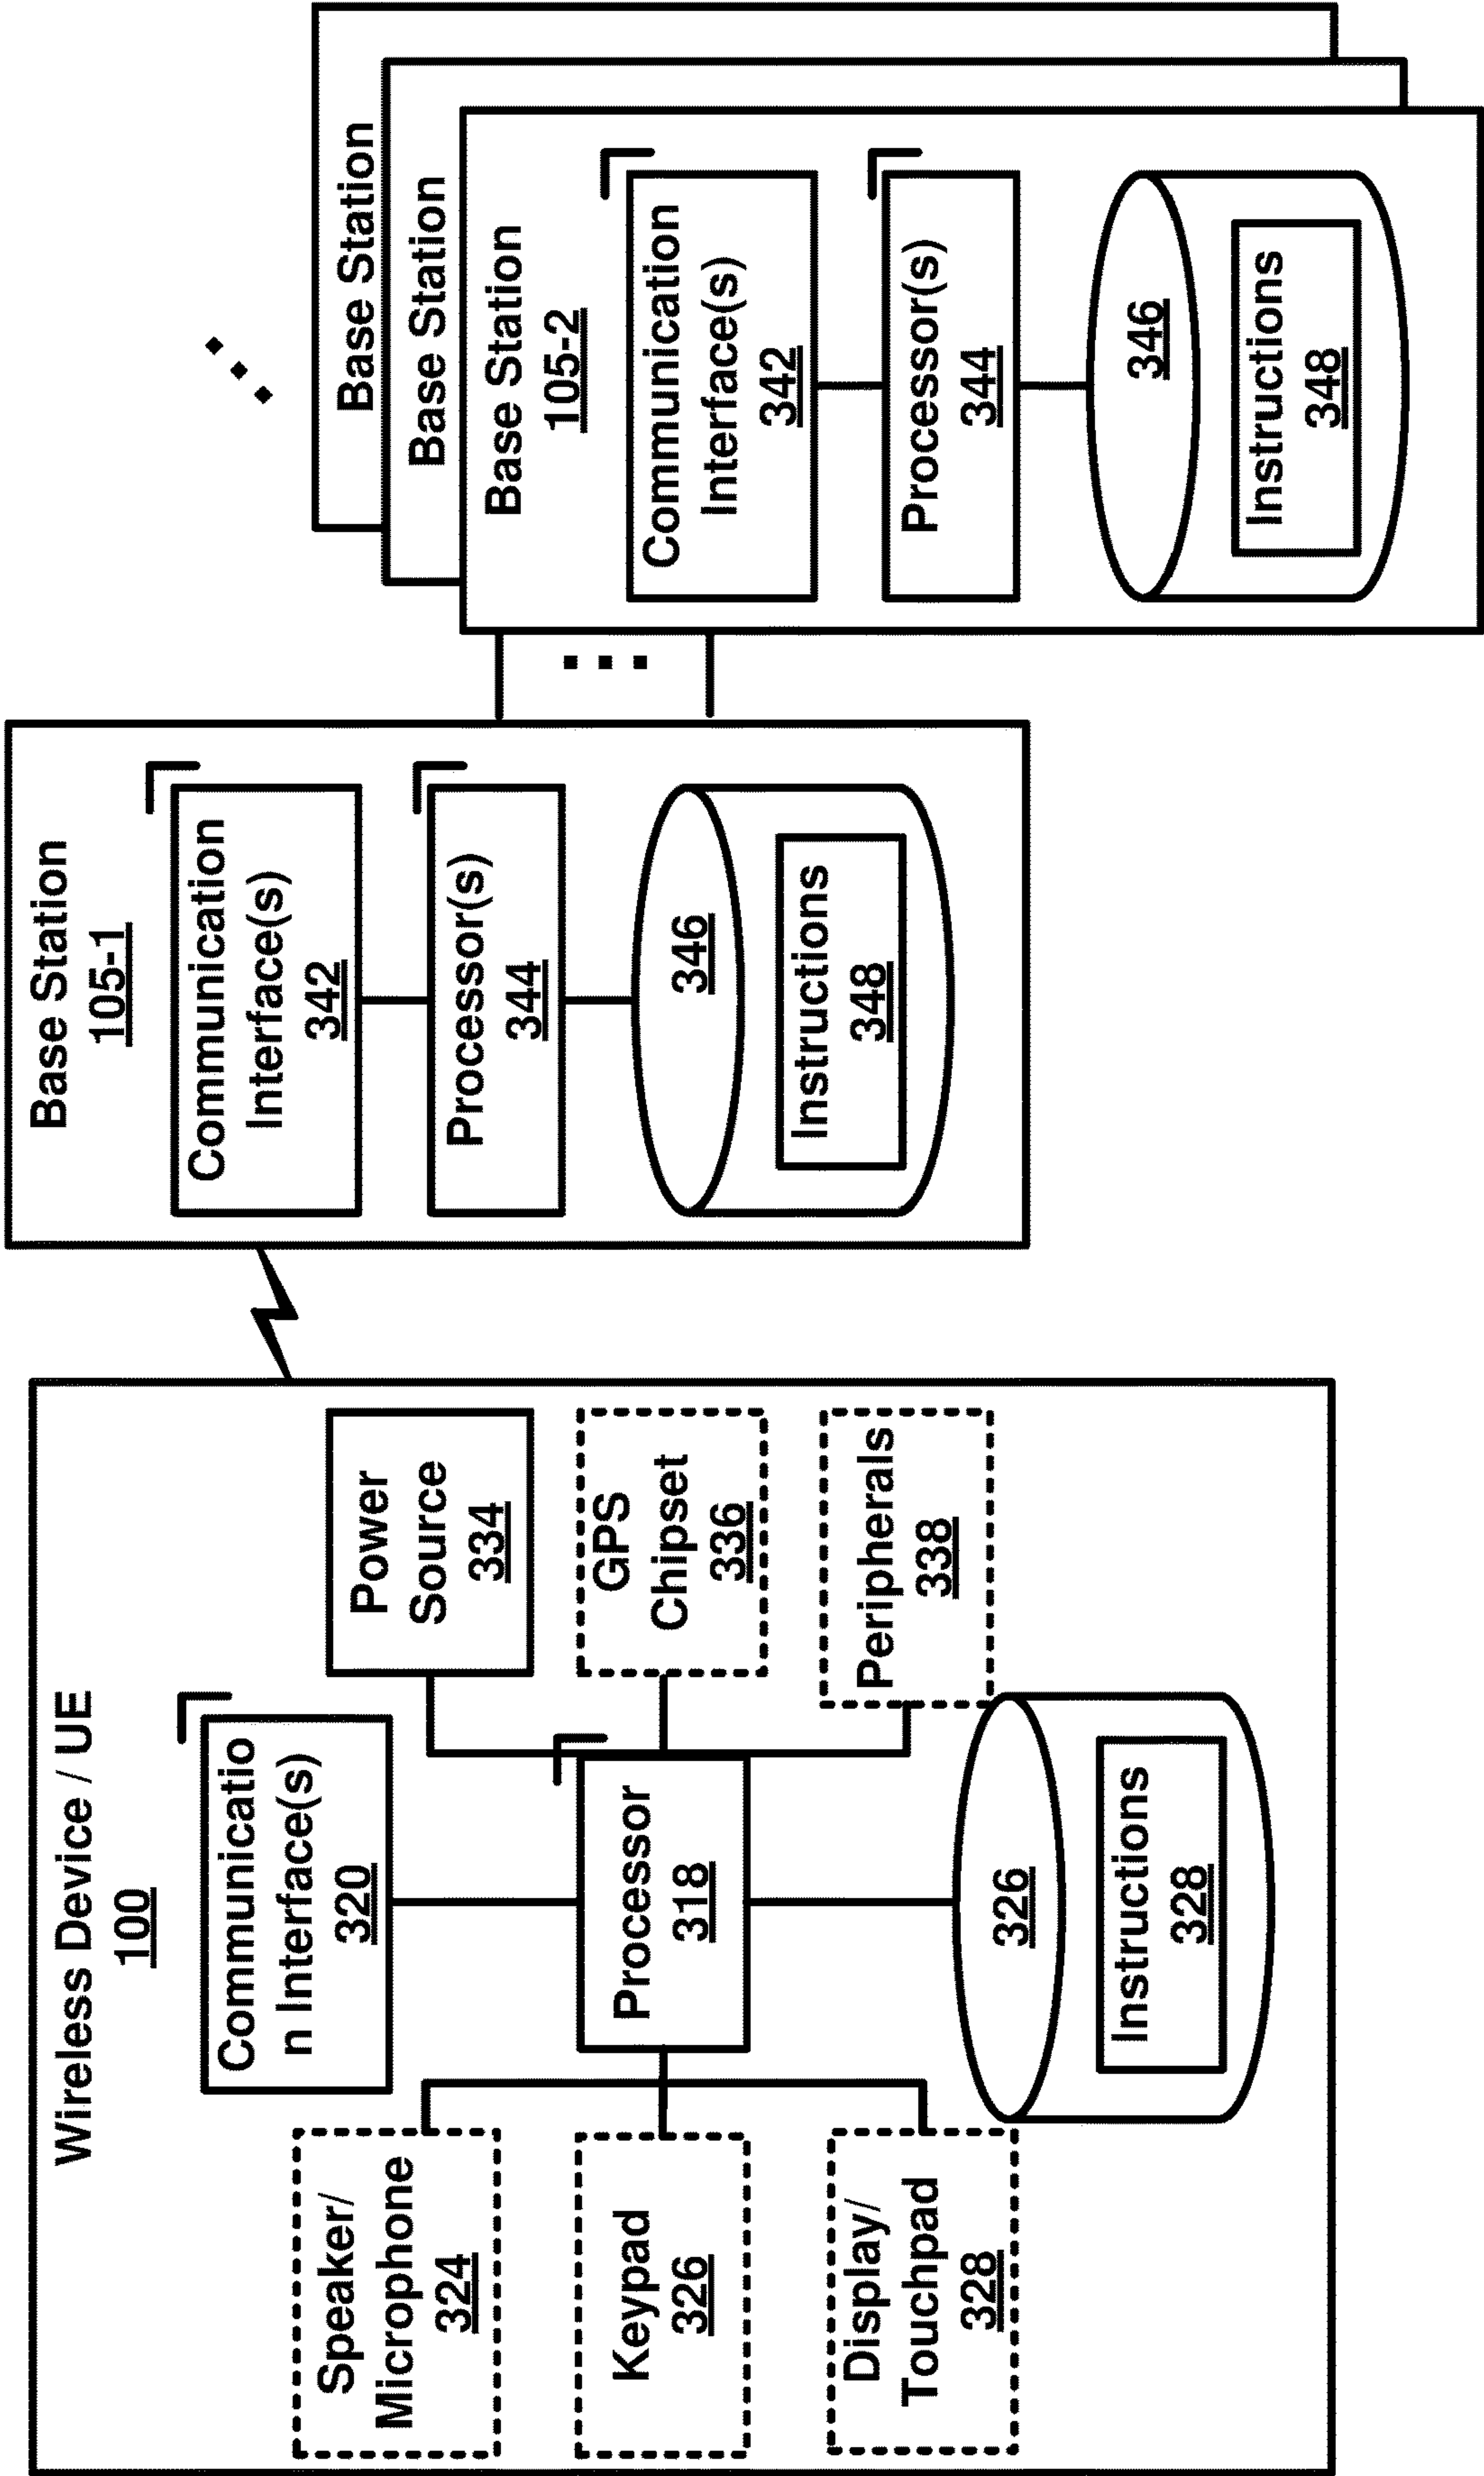 Wireless Device / UE
100
Communicatio
n Interface(s)
320
Speaker/
Microphone
324
Keypad
326
Display/
Touchpad
328
Processor
318
Power
Source
334
GPS
Chipset
336
Peripherals
338
326
Instructions
328
Base Station
105-1
Communication
Interface(s)
342
Processor(s)
344
346
Instructions
348
Base Station
Base Station
Base Station
105-2
Communication
Interface(s)
342
Processor(s)
344
346
Instructions
348